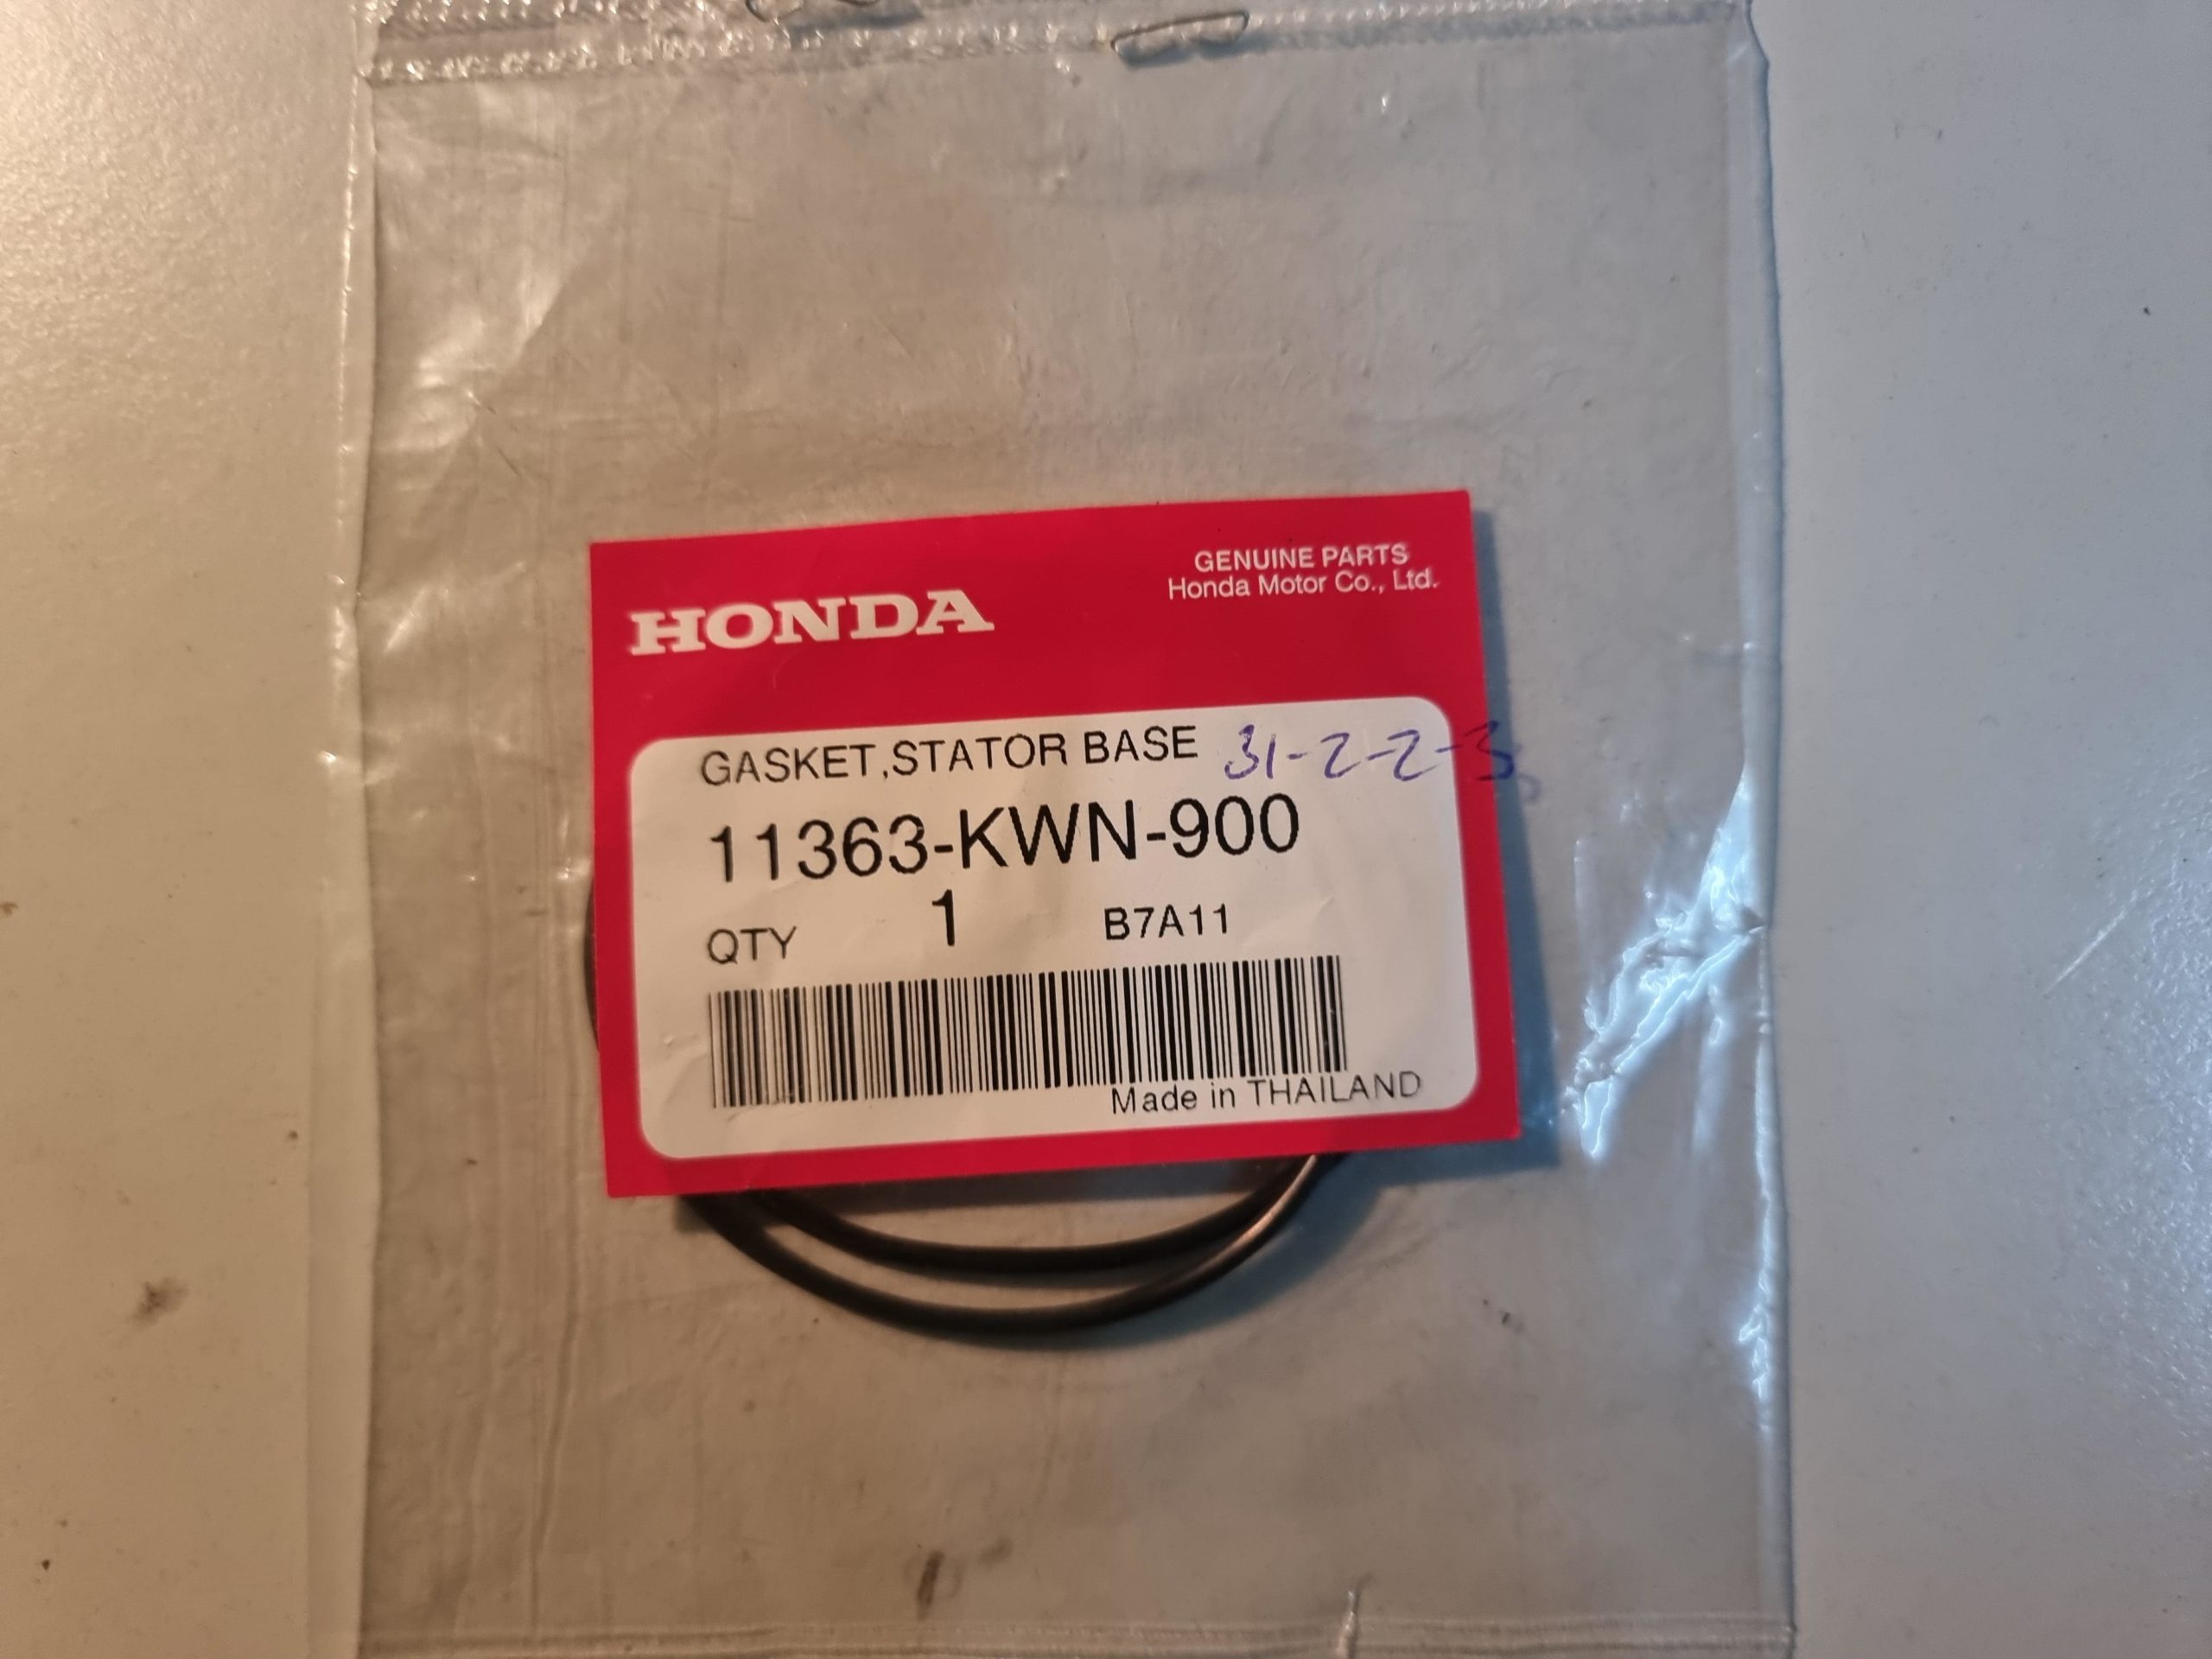 HONDA
GENUINE PARTS
Honda Motor Co., Ltd.
GASKET,STATOR BASE 31-2-2-3
11363-KWN-900
QTY 1 B7A11
Made in THAILAND